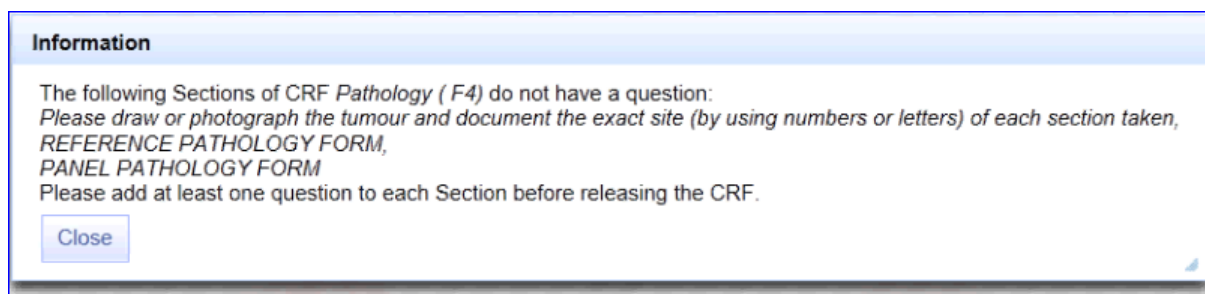 Information
The following Sections of CRF Pathology ( F4) do not have a question:
Please draw or photograph the tumour and document the exact site (by using numbers or letters) of each section taken,
REFERENCE PATHOLOGY FORM,
PANEL PATHOLOGY FORM
Please add at least one question to each Section before releasing the CRF.
Close